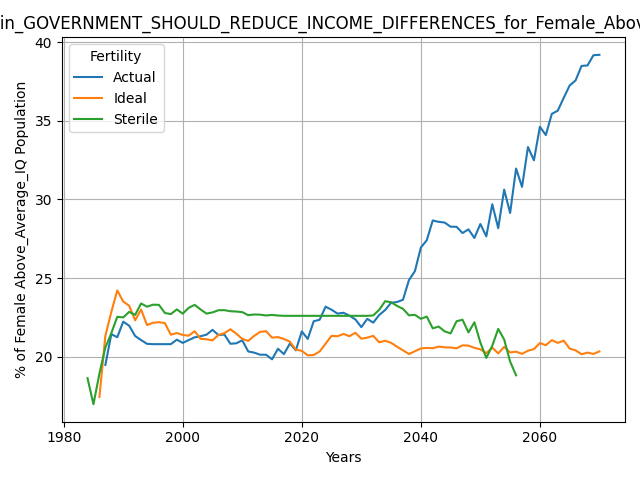 in_GOVERNMENT_SHOULD_REDUCE_INCOME_DIFFERENCES_for_Female_Abov
40
35
30
25
20
% of Female Above_Average_IQ Population
Fertility
Actual
Ideal
Sterile
1980 2000 2020 2040 2060
Years